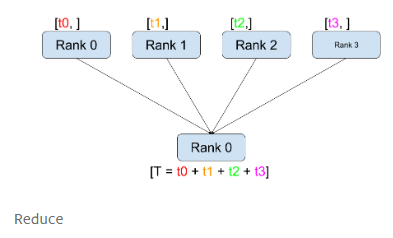 [t0, ] [t1,] [t2,] [t3, ]
Rank 0 Rank 1 Rank 2 Rank 3
Rank 0
[T = t0 + t1 + t2 + t3]
Reduce